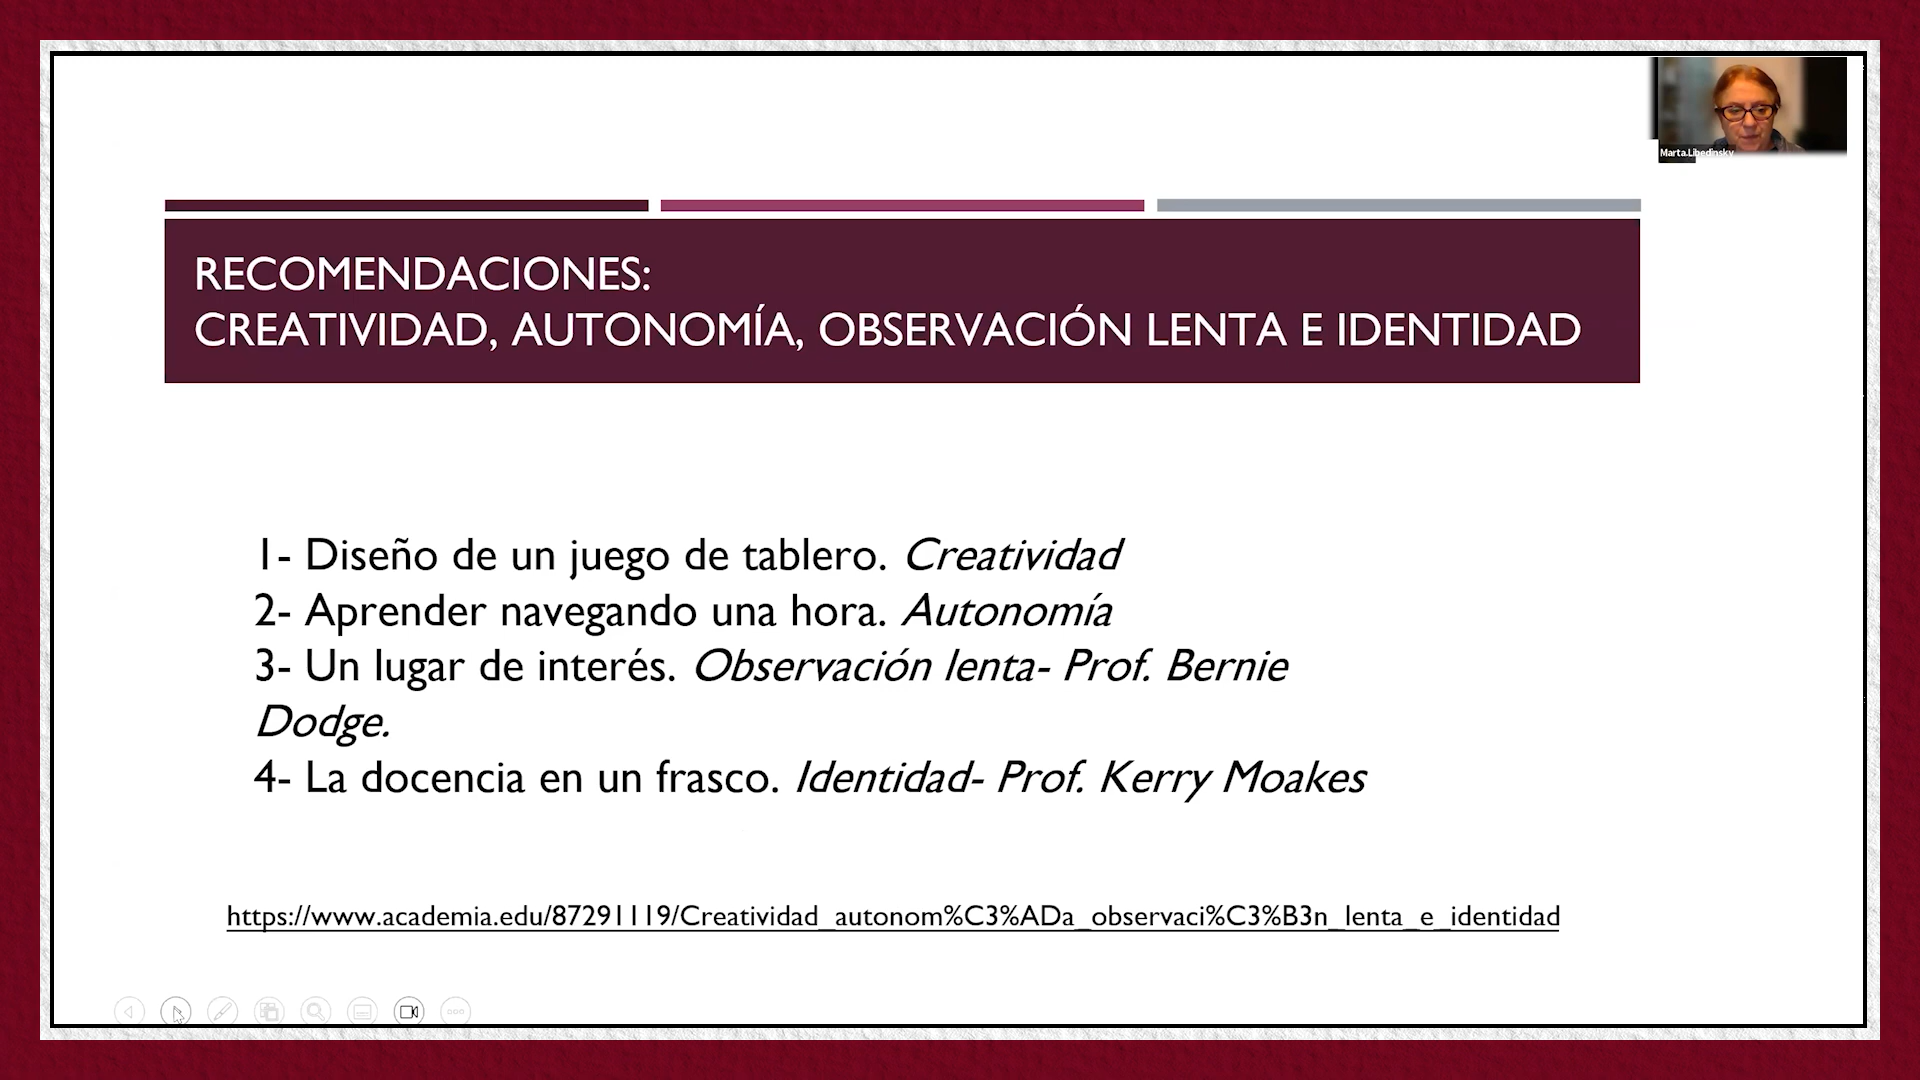 Marta.Libedinsky
RECOMENDACIONES:
CREATIVIDAD, AUTONOMÍA, OBSERVACIÓN LENTA E IDENTIDAD
1- Diseño de un juego de tablero. Creatividad
2- Aprender navegando una hora. Autonomía
3- Un lugar de interés. Observación lenta- Prof. Bernie
Dodge.
4- La docencia en un frasco. Identidad- Prof. Kerry Moakes
https://www.academia.edu/87291119/Creatividad_autonom%C3%ADa_observaci%C3%B3n_lenta_e_identidad